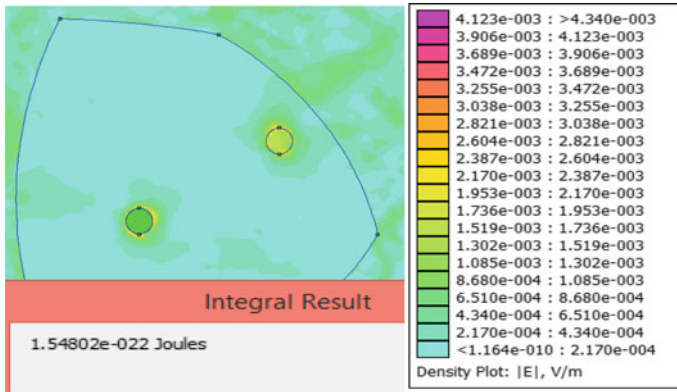 4.123e-003 : >4.340e-003
3.906e-003 : 4.123e-003
3.689e-003 : 3.906e-003
3.472e-003 : 3.689e-003
3.255e-003 : 3.472e-003
3.038e-003 : 3.255e-003
2.821e-003 : 3.038e-003
2.604e-003 : 2.821e-003
2.387e-003 : 2.604e-003
2.170e-003 : 2.387e-003
1.953e-003 : 2.170e-003
1.736e-003 : 1.953e-003
1.519e-003 : 1.736e-003
1.302e-003 : 1.519e-003
1.085e-003 : 1.302e-003
8.680e-004 : 1.085e-003
6.510e-004 : 8.680e-004
4.340e-004 : 6.510e-004
2.170e-004 : 4.340e-004
<1.164e-010 : 2.170e-004
Density Plot: |E|, V/m
Integral Result
1.54802e-022 Joules